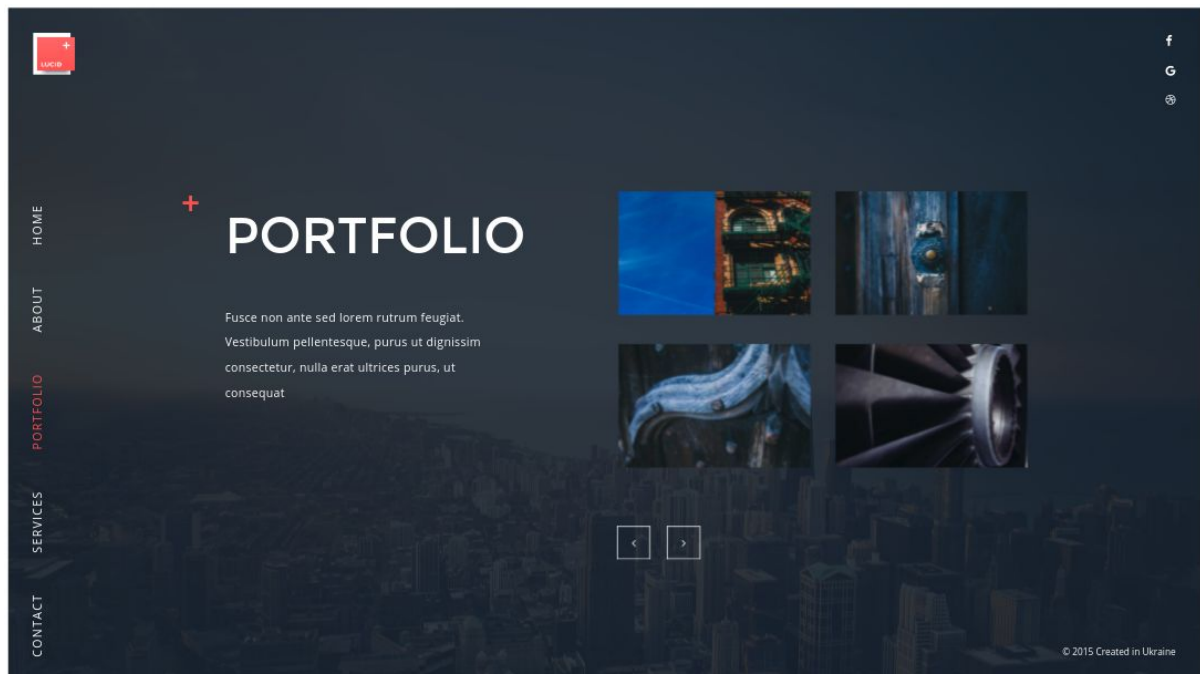 LUCID
HOME
ABOUT
PORTFOLIO
SERVICES
CONTACT
PORTFOLIO
Fusce non ante sed lorem rutrum feugiat.
Vestibulum pellentesque, purus ut dignissim
consectetur, nulla erat ultrices purus, ut
consequat
© 2015 Created in Ukraine